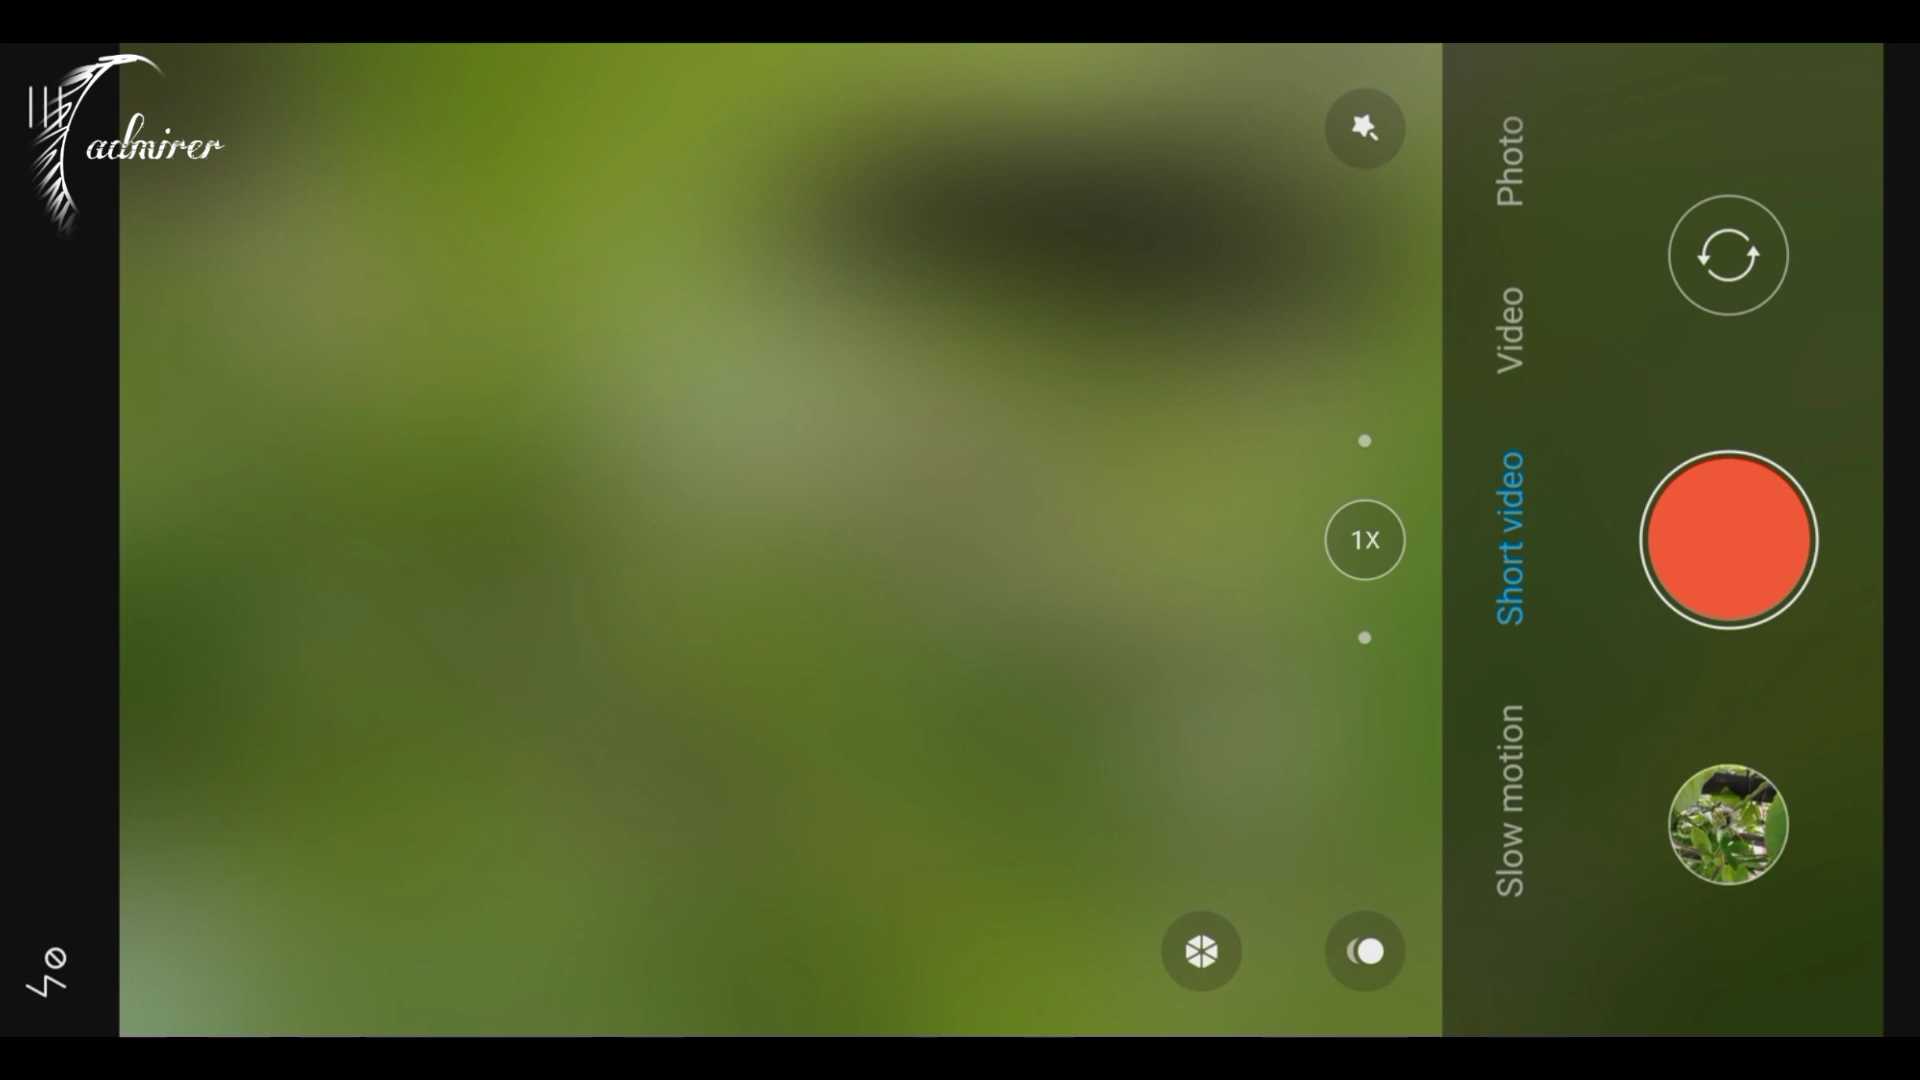 admirer
1X
Photo
Video
Short video
Slow motion